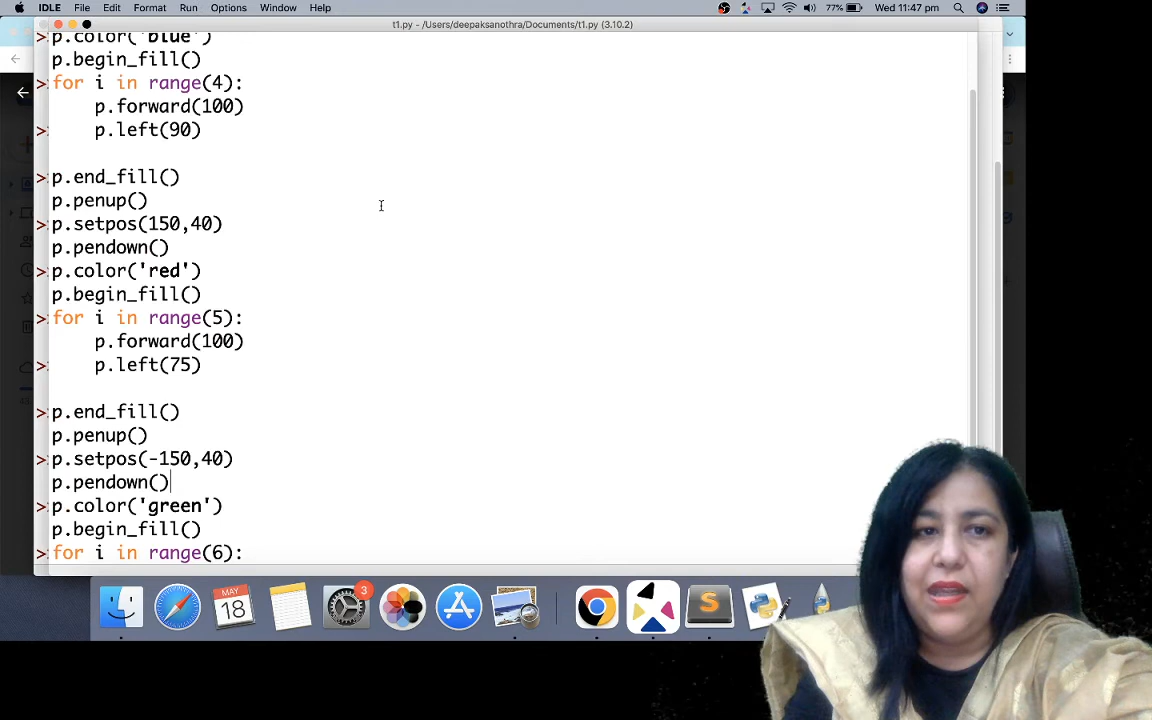 IDLE File Edit Format Run Options Window Help 77% Wed 11:47 pm
t1.py - /Users/deepaksanothra/Documents/t1.py (3.10.2)
p.color('blue')
p.begin_fill()
for i in range(4):
p.forward(100)
p.left(90)
p.end_fill()
p.penup()
p.setpos(150,40)
p.pendown()
p.color('red')
p.begin_fill()
for i in range(5):
p.forward(100)
p.left(75)
p.end_fill()
p.penup()
p.setpos(-150,40)
p.pendown()
p.color('green')
p.begin_fill()
for i in range(6):
MAY
18
3